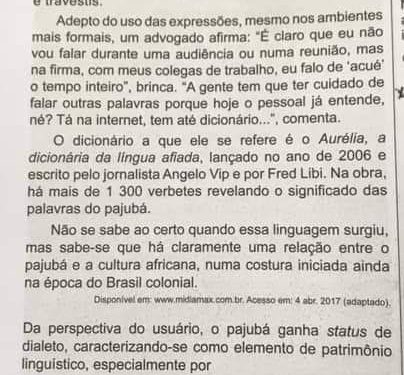 e travestis.
Adepto do uso das expressões, mesmo nos ambientes
mais formais, um advogado afirma: "É claro que eu não
vou falar durante uma audiência ou numa reunião, mas
na firma, com meus colegas de trabalho, eu falo de 'acué'
o tempo inteiro", brinca. "A gente tem que ter cuidado de
falar outras palavras porque hoje o pessoal já entende,
né? Tá na internet, tem até dicionário...", comenta.
O dicionário a que ele se refere é o Aurélia, a
dicionária da língua afiada, lançado no ano de 2006 e
escrito pelo jornalista Angelo Vip e por Fred Libi. Na obra,
há mais de 1 300 verbetes revelando o significado das
palavras do pajubá.
Não se sabe ao certo quando essa linguagem surgiu,
mas sabe-se que há claramente uma relação entre o
pajubá e a cultura africana, numa costura iniciada ainda
na época do Brasil colonial.
Disponível em: www.midiamax.com.br. Acesso em: 4 abr. 2017 (adaptado).
Da perspectiva do usuário, o pajubá ganha status de
dialeto, caracterizando-se como elemento de patrimônio
linguístico, especialmente por